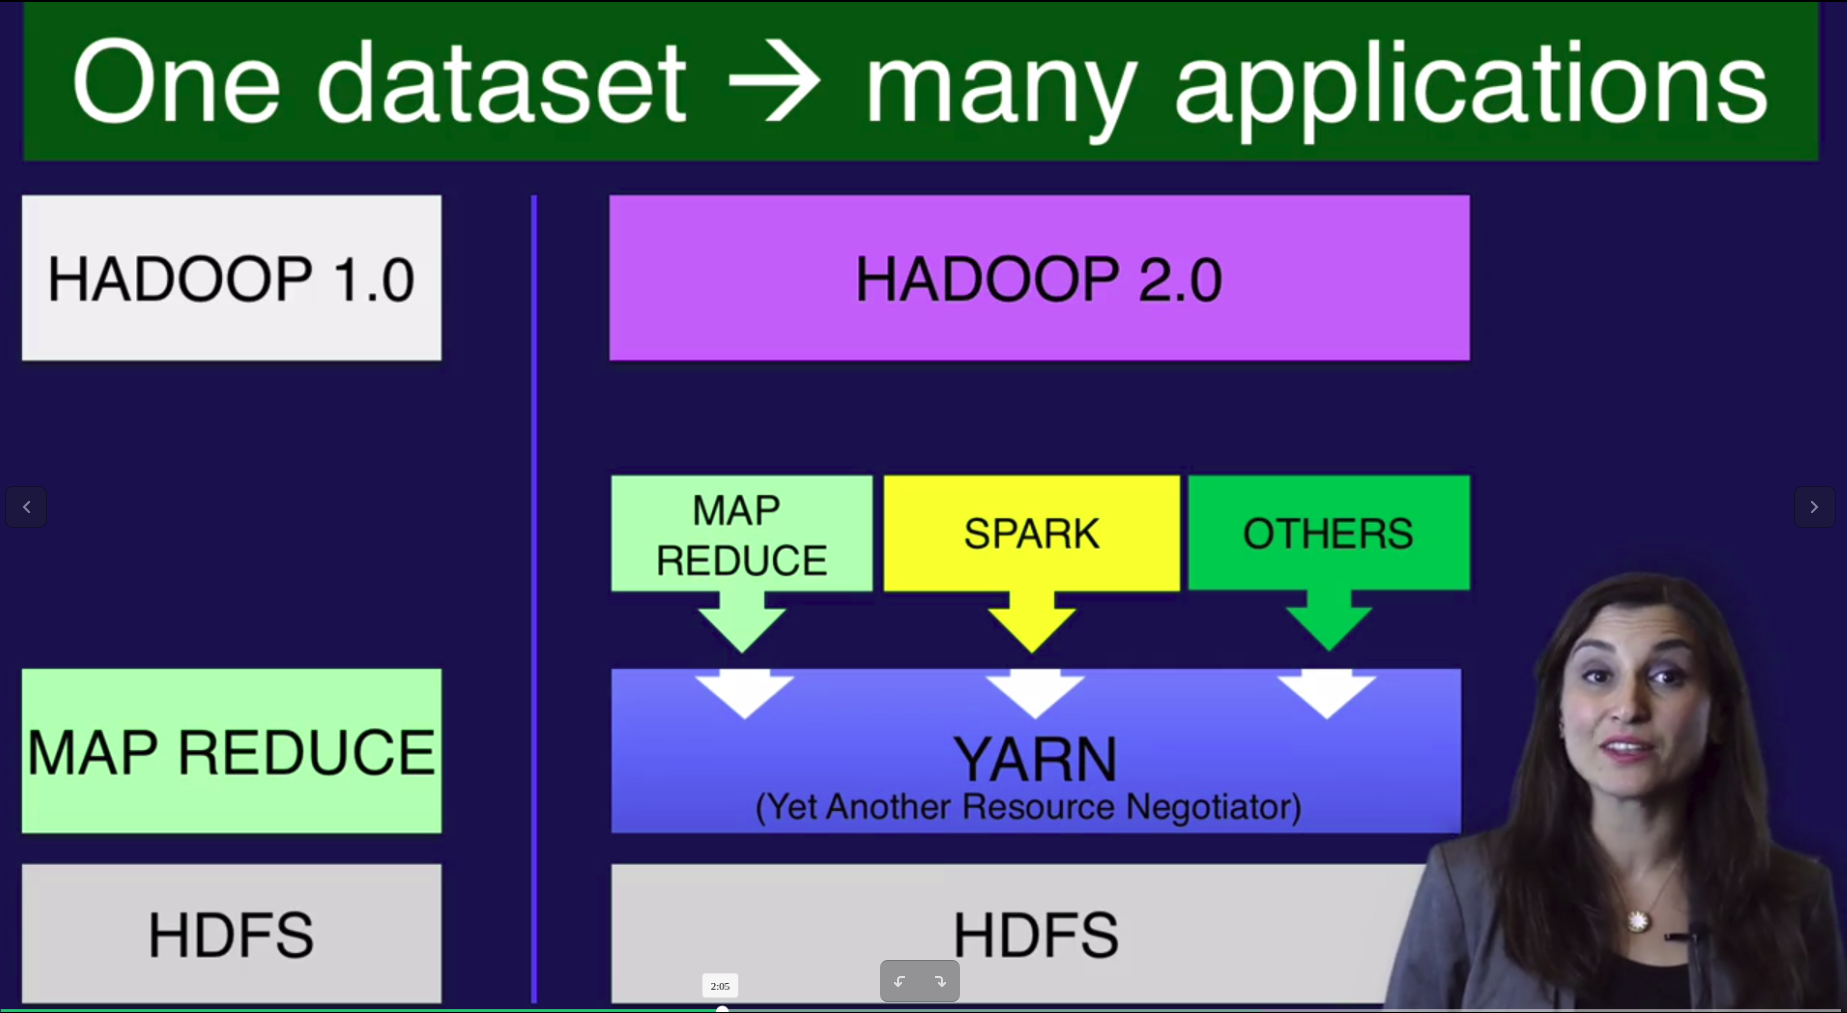 One dataset → many applications
HADOOP 1.0
HADOOP 2.0
MAP
REDUCE
SPARK
OTHERS
MAP REDUCE
YARN
(Yet Another Resource Negotiator)
HDFS
HDFS
2:05